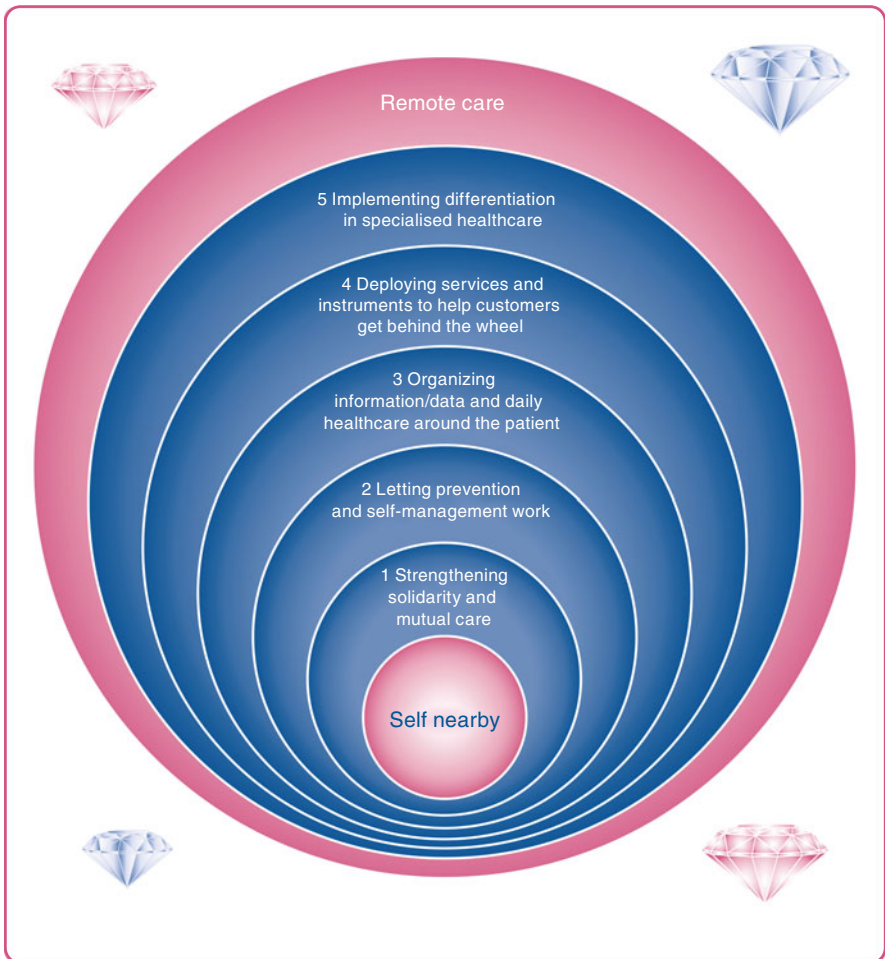 Remote care
5 Implementing differentiation
in specialised healthcare
4 Deploying services and
instruments to help customers
get behind the wheel
3 Organizing
information/data and daily
healthcare around the patient
2 Letting prevention
and self-management work
1 Strengthening
solidarity and
mutual care
Self nearby